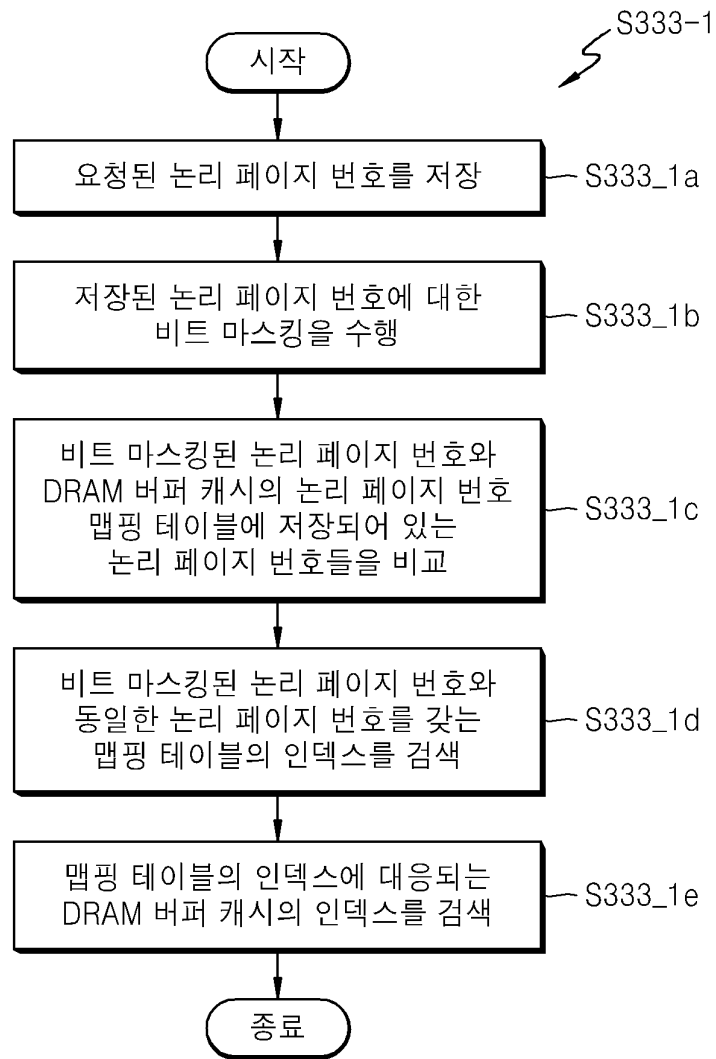 S333-1
시작
요청된 논리 페이지 번호를 저장
S333_1a
저장된 논리 페이지 번호에 대한
비트 마스킹을 수행
S333_1b
비트 마스킹된 논리 페이지 번호와
DRAM 버퍼 캐시의 논리 페이지 번호
맵핑 테이블에 저장되어 있는
논리 페이지 번호들을 비교
S333_1c
비트 마스킹된 논리 페이지 번호와
동일한 논리 페이지 번호를 갖는
맵핑 테이블의 인덱스를 검색
S333_1d
맵핑 테이블의 인덱스에 대응되는
DRAM 버퍼 캐시의 인덱스를 검색
S333_1e
종료